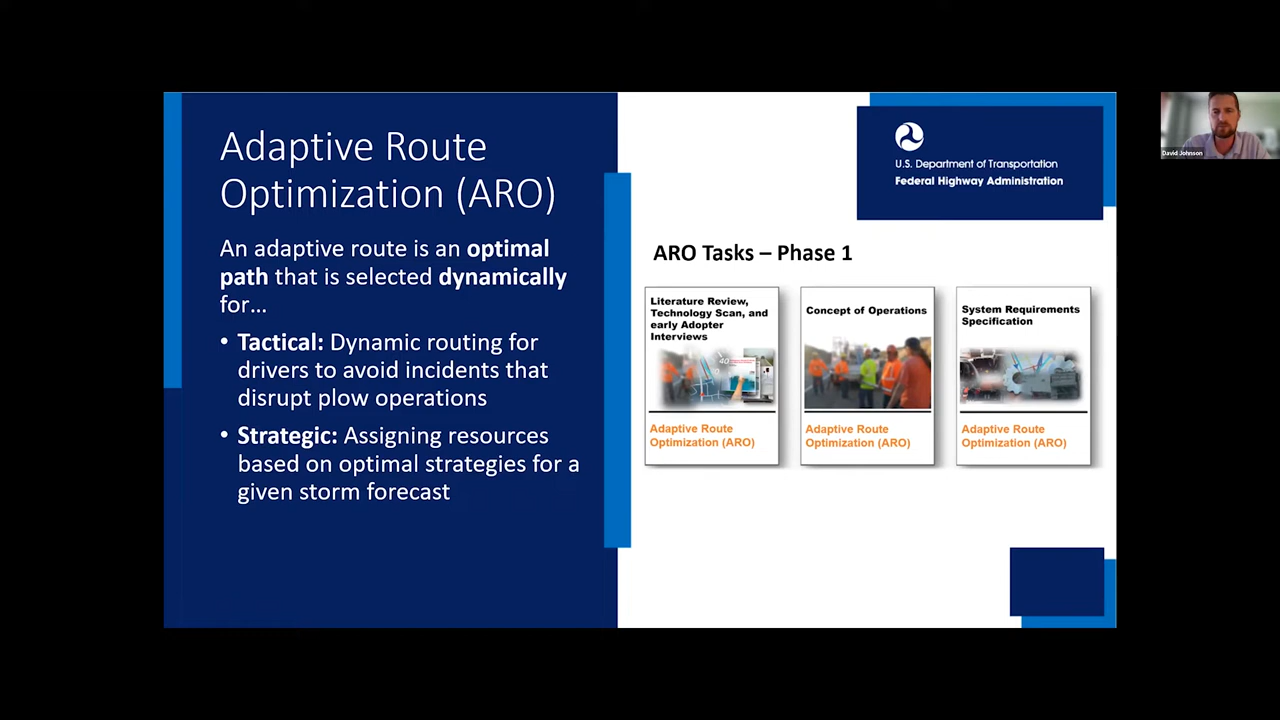 Adaptive Route
Optimization (ARO)
An adaptive route is an optimal
path that is selected dynamically
for...
• Tactical: Dynamic routing for
drivers to avoid incidents that
disrupt plow operations
• Strategic: Assigning resources
based on optimal strategies for a
given storm forecast
U.S. Department of Transportation
Federal Highway Administration
ARO Tasks – Phase 1
Literature Review,
Technology Scan, and
early Adopter
Interviews
Adaptive Route
Optimization (ARO)
Concept of Operations
Adaptive Route
Optimization (ARO)
System Requirements
Specification
Adaptive Route
Optimization (ARO)
David Johnson